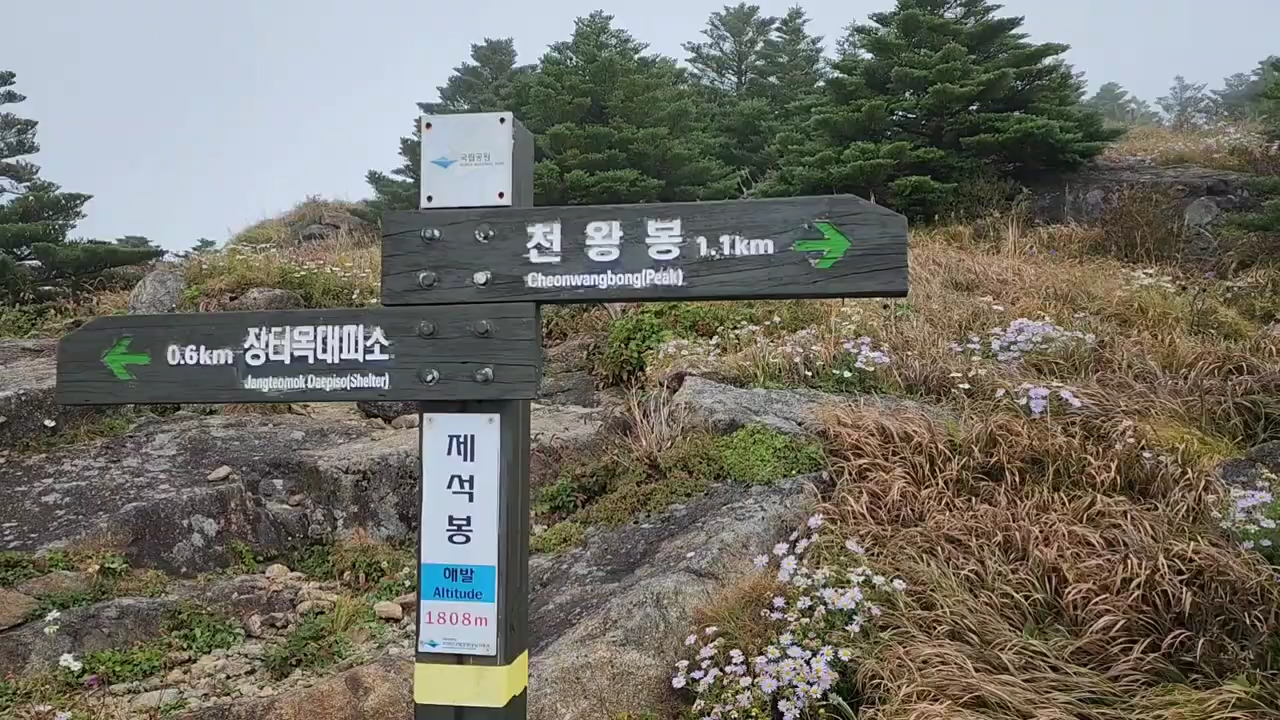 국립공원
천왕봉 1.1km
Cheonwangbong(Peak)
0.6km 장터목대피소
Jangteomok Daepiso(Shelter)
제석봉
해발
Altitude
1808m